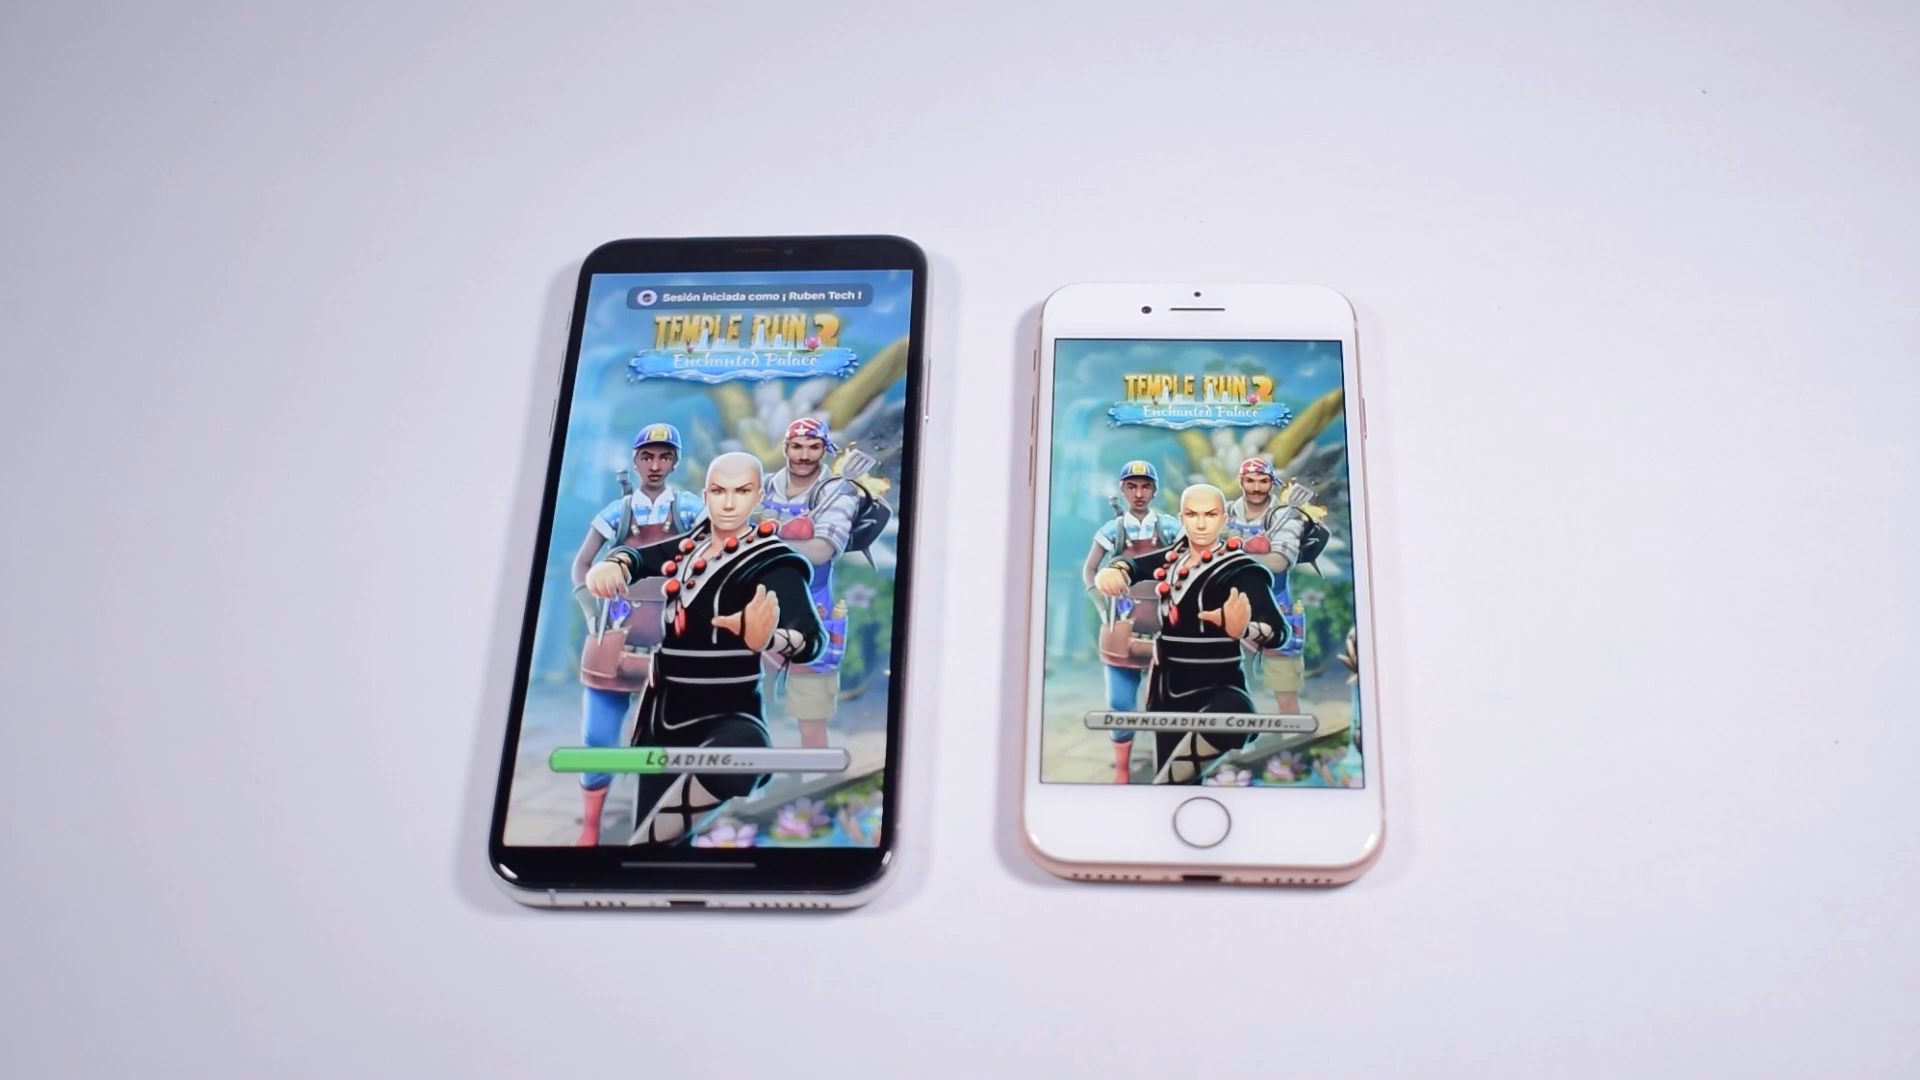 Sesión iniciada como ¡ Ruben Tech !
TEMPLE RUN 2
Enchanted Palace
LOADING...
TEMPLE RUN 2
Enchanted Palace
DOWNLOADING CONFIG...